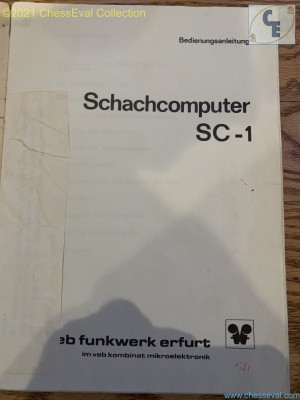 ©2021 ChessEval Collection
CE
Bedienungsanleitung
Schachcomputer
SC-1
eb funkwerk erfurt
im veb kombinat mikroelektronik
www.chesseval.com